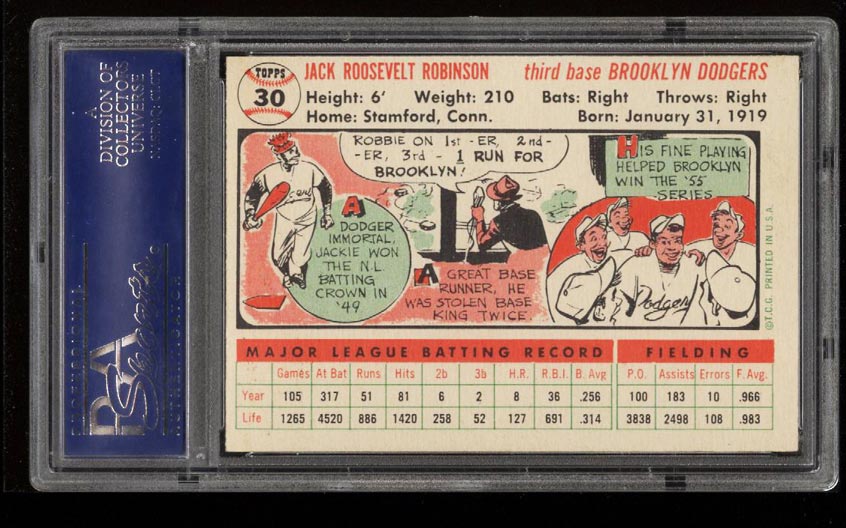 A
DIVISION OF
COLLECTORS
UNIVERSE
NASDAQ: CLCT
PSA
TOPPS
30
JACK ROOSEVELT ROBINSON third base BROOKLYN DODGERS
Height: 6' Weight: 210 Bats: Right Throws: Right
Home: Stamford, Conn. Born: January 31, 1919
A
DODGER
IMMORTAL,
JACKIE WON
THE N.L
BATTING
CROWN IN
'49
ROBBIE ON 1st -ER, 2nd-
-ER, 3rd - 1 RUN FOR
BROOKLYN!
A GREAT BASE
RUNNER, HE
WAS STOLEN BASE
KING TWICE.
HIS FINE PLAYING
HELPED BROOKLYN
WIN THE '55
SERIES
Dodgers
©T.C.G. PRINTED IN U.S.A.
MAJOR LEAGUE BATTING RECORD FIELDING
Games At Bat Runs Hits 2b 3b H.R. R.B.I. B. Avg P.O. Assists Errors F. Avg.
Year 105 317 51 81 6 2 8 36 .256 100 183 10 .966
Life 1265 4520 886 1420 258 52 127 691 .314 3838 2498 108 .983